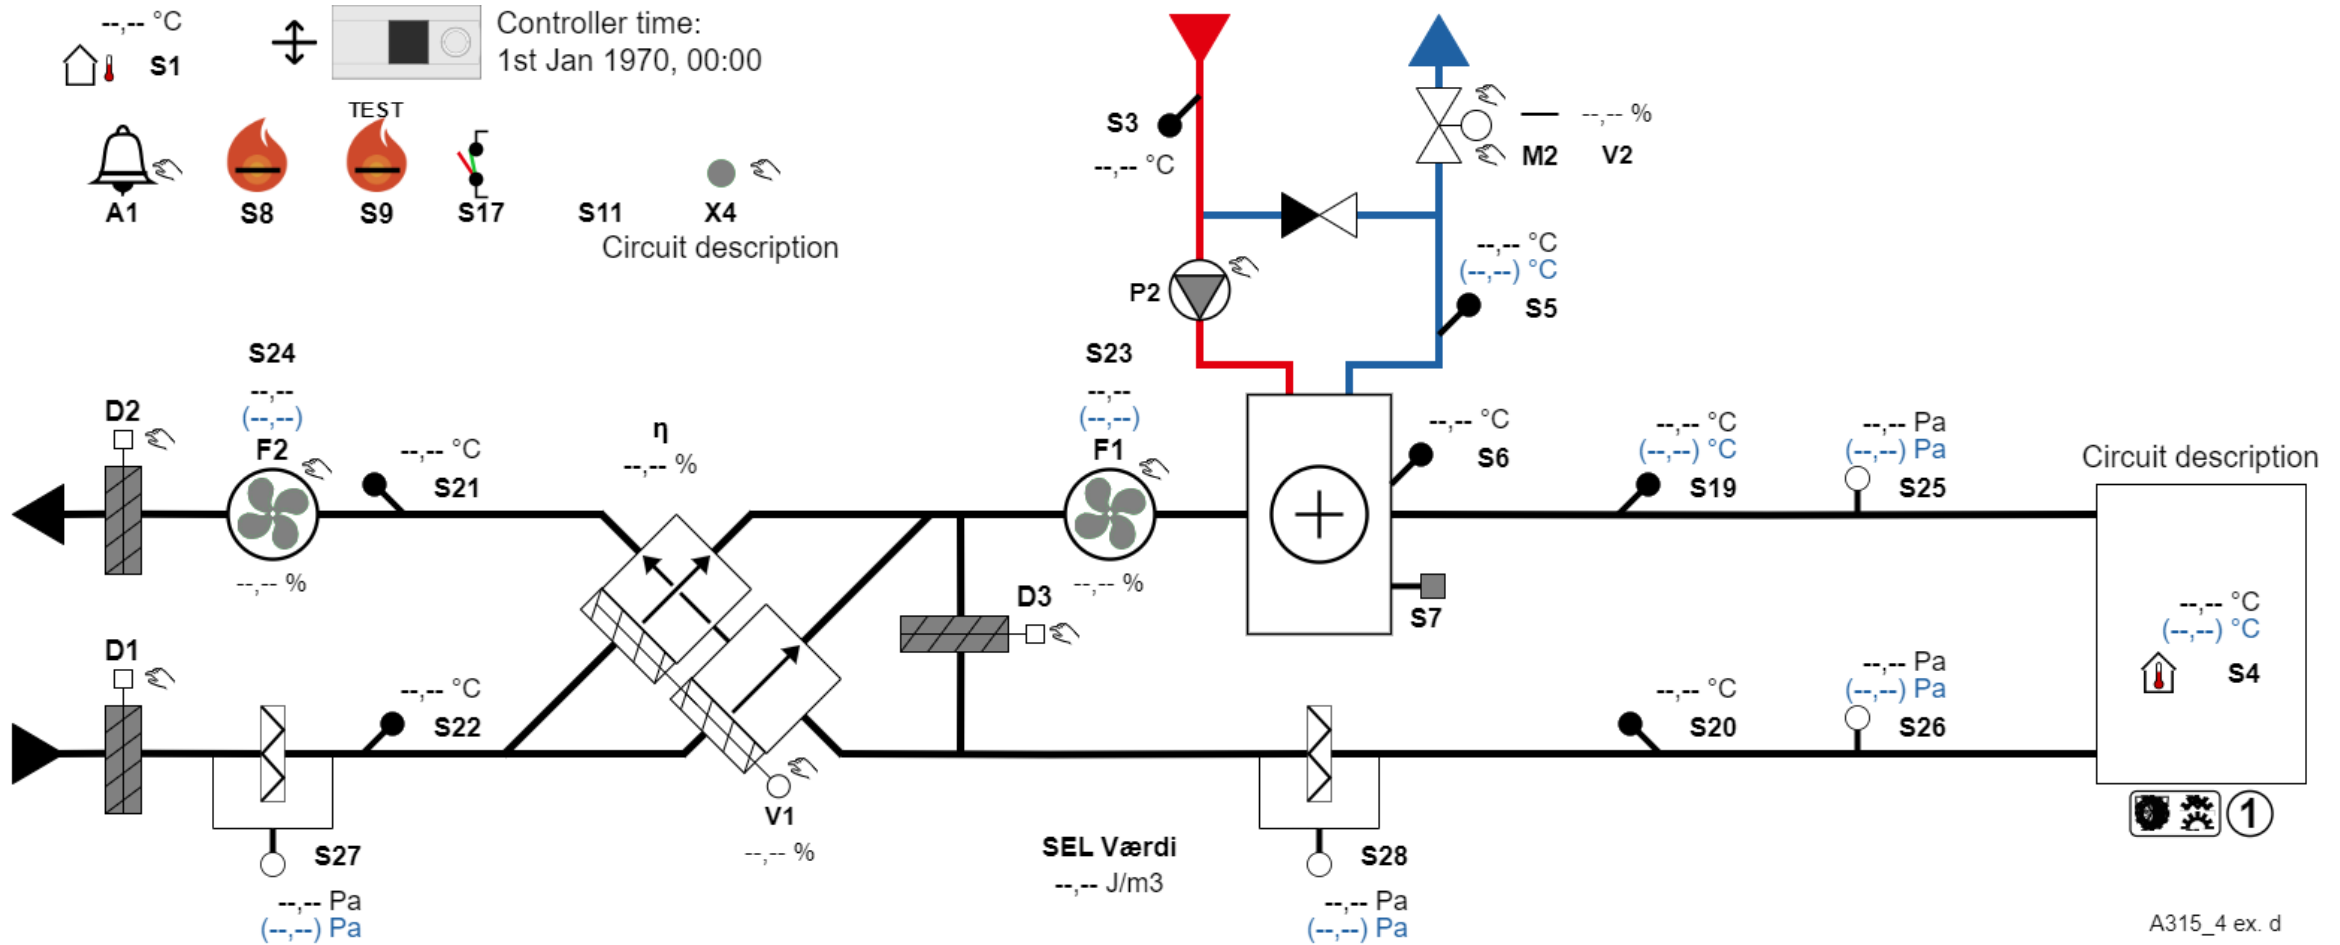 --,-- °C
S1
Controller time:
1st Jan 1970, 00:00
TEST
A1
S8
S9
S17
S11
X4
Circuit description
S3
--,-- °C
--,-- %
M2
V2
P2
--,-- °C
(--,--) °C
S5
S24
--,--
(--,--)
F2
--,-- %
D2
--,-- °C
S21
η
--,-- %
S23
--,--
(--,--)
F1
--,-- %
--,-- °C
S6
S7
--,-- °C
(--,--) °C
S19
--,-- Pa
(--,--) Pa
S25
Circuit description
--,-- °C
(--,--) °C
S4
D3
D1
--,-- °C
S22
S27
--,-- Pa
(--,--) Pa
V1
--,-- %
SEL Værdi
--,-- J/m3
S28
--,-- Pa
(--,--) Pa
--,-- °C
S20
--,-- Pa
(--,--) Pa
S26
1
A315_4 ex. d